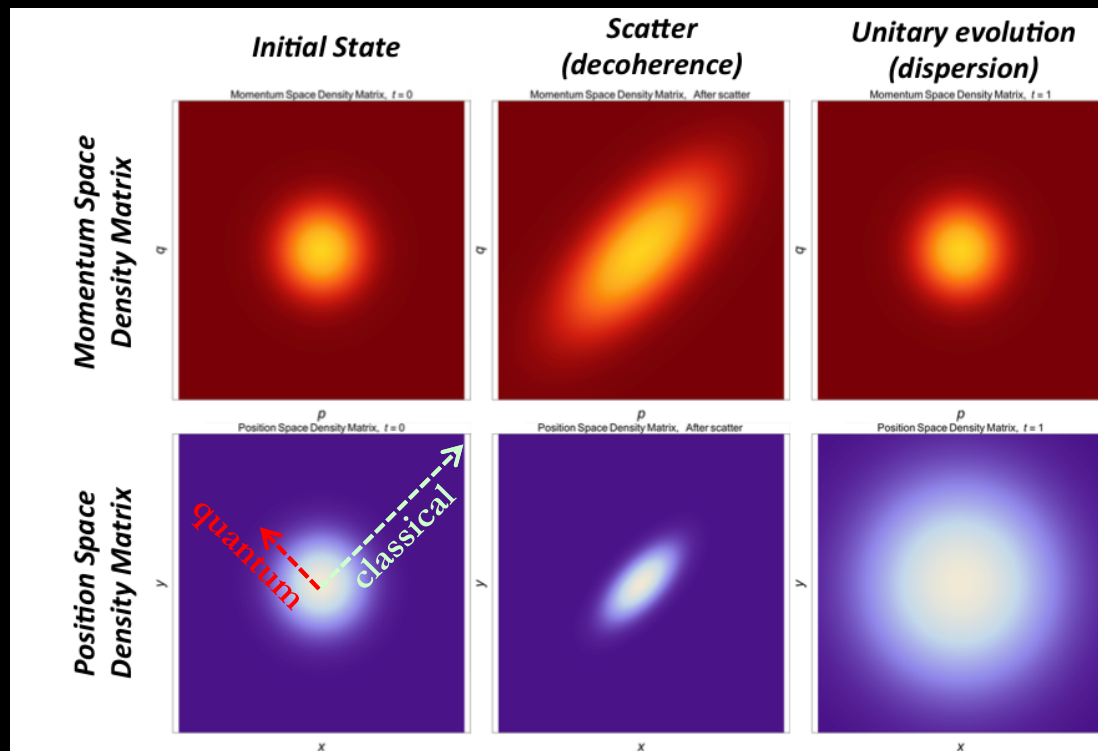 Initial State
Scatter
(decoherence)
Unitary evolution
(dispersion)
Momentum Space
Density Matrix
Momentum Space Density Matrix, t = 0
q
p
Momentum Space Density Matrix, After scatter
q
p
Momentum Space Density Matrix, t = 1
q
p
Position Space
Density Matrix
Position Space Density Matrix, t = 0
quantum
classical
y
x
Position Space Density Matrix, After scatter
y
x
Position Space Density Matrix, t = 1
y
x